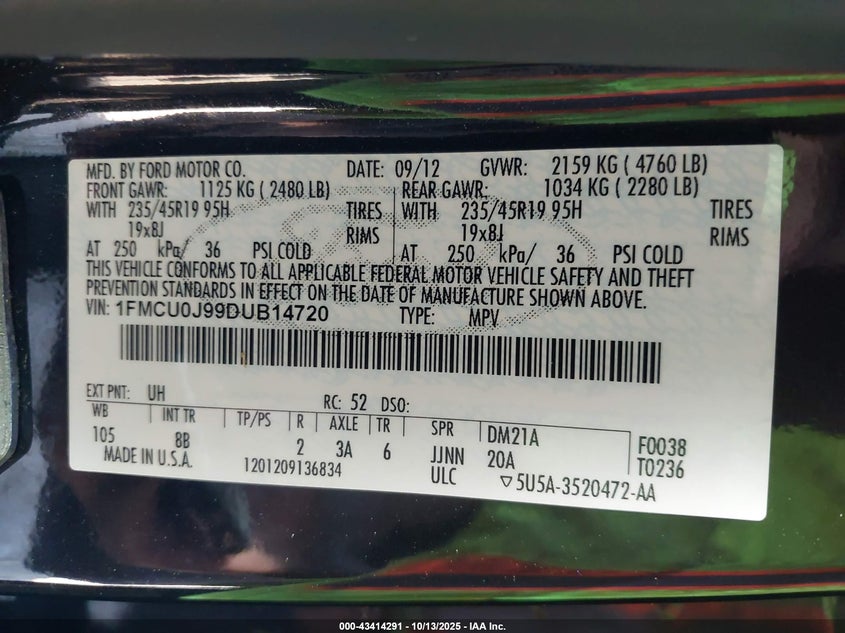 MFD. BY FORD MOTOR CO. DATE: 09/12 GVWR: 2159 KG ( 4760 LB)
FRONT GAWR: 1125 KG ( 2480 LB) REAR GAWR: 1034 KG ( 2280 LB)
WITH 235/45R19 95H TIRES WITH 235/45R19 95H TIRES
19x8J RIMS 19x8J RIMS
AT 250 kPa/ 36 PSI COLD AT 250 kPa/ 36 PSI COLD
THIS VEHICLE CONFORMS TO ALL APPLICABLE FEDERAL MOTOR VEHICLE SAFETY AND THEFT
PREVENTION STANDARDS IN EFFECT ON THE DATE OF MANUFACTURE SHOWN ABOVE.
VIN: 1FMCU0J99DUB14720 TYPE: MPV
EXT PNT: UH RC: 52 DSO:
WB INT TR TP/PS R AXLE TR SPR DM21A F0038
105 8B 2 3A 6 JJNN 20A T0236
MADE IN U.S.A. 1201209136834 ULC ▽5U5A-3520472-AA
000-43414291 - 10/13/2025 - IAA Inc.